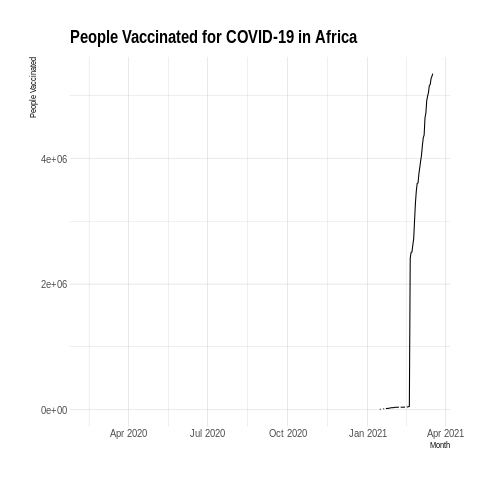 People Vaccinated for COVID-19 in Africa
People Vaccinated
4e+06
2e+06
0e+00
Apr 2020 Jul 2020 Oct 2020 Jan 2021 Apr 2021
Month